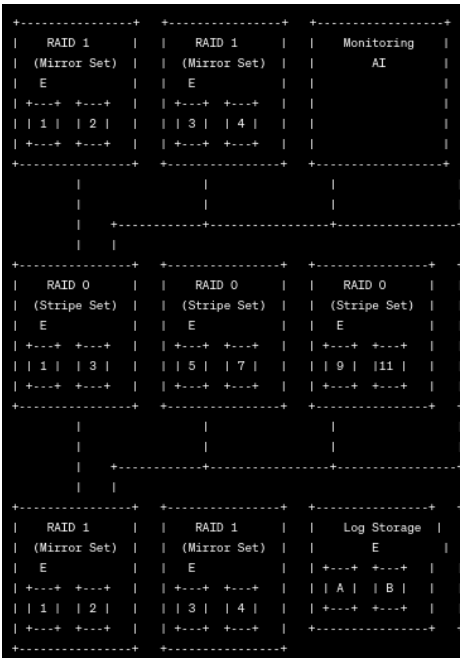 +----------------+   +----------------+   +------------------+
|    RAID 1      |   |    RAID 1      |   |    Monitoring    |
|  (Mirror Set)  |   |  (Mirror Set)  |   |        AI        |
|   E            |   |   E            |   |                  |
| +---+  +---+   |   | +---+  +---+   |   |                  |
| | 1 |  | 2 |   |   | | 3 |  | 4 |   |   |                  |
| +---+  +---+   |   | +---+  +---+   |   |                  |
+----------------+   +----------------+   +------------------+
         |                  |                  |                  |
         |                  |                  |                  |
         |    +------------+------------------+-----------------+
         |    |
+----------------+   +----------------+   +----------------+   +
|    RAID 0      |   |    RAID 0      |   |    RAID 0      |   |
|  (Stripe Set)  |   |  (Stripe Set)  |   |  (Stripe Set)  |   |
|   E            |   |   E            |   |   E            |   |
| +---+  +---+   |   | +---+  +---+   |   | +---+  +---+   |   |
| | 1 |  | 3 |   |   | | 5 |  | 7 |   |   | | 9 |  |11 |   |   |
| +---+  +---+   |   | +---+  +---+   |   | +---+  +---+   |   |
+----------------+   +----------------+   +----------------+   +
         |                  |                  |                  |
         |                  |                  |                  |
         |    +------------+------------------+-----------------+
         |    |
+----------------+   +----------------+   +----------------+   +
|    RAID 1      |   |    RAID 1      |   |    Log Storage  |   |
|  (Mirror Set)  |   |  (Mirror Set)  |   |        E         |
|   E            |   |   E            |   | +---+  +---+   |   |
| +---+  +---+   |   | +---+  +---+   |   | | A |  | B |   |   |
| | 1 |  | 2 |   |   | | 3 |  | 4 |   |   | +---+  +---+   |   |
| +---+  +---+   |   | +---+  +---+   |   +----------------+   +
+----------------+   +----------------+